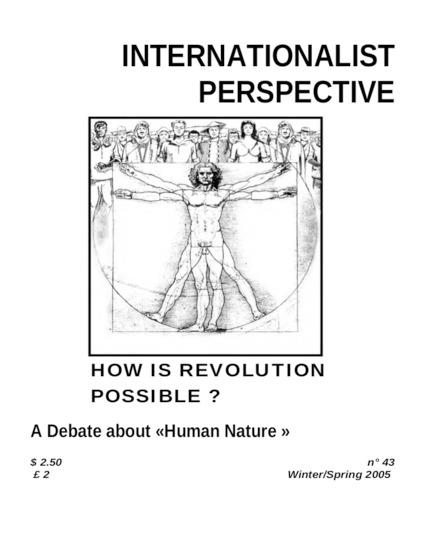 INTERNATIONALIST
PERSPECTIVE
HOW IS REVOLUTION
POSSIBLE ?
A Debate about «Human Nature »
$ 2.50
n° 43
£ 2
Winter/Spring 2005